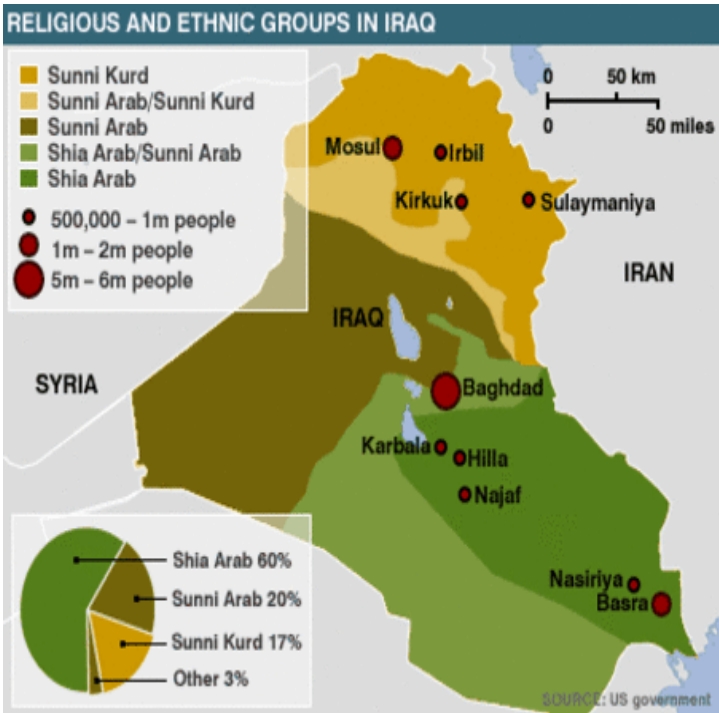 RELIGIOUS AND ETHNIC GROUPS IN IRAQ
Sunni Kurd
Sunni Arab/Sunni Kurd
Sunni Arab
Shia Arab/Sunni Arab
Shia Arab
500,000 – 1m people
1m – 2m people
5m – 6m people
0 50 km
0 50 miles
Mosul
Irbil
Kirkuk
Sulaymaniya
IRAN
IRAQ
SYRIA
Baghdad
Karbala
Hilla
Najaf
Nasiriya
Basra
Shia Arab 60%
Sunni Arab 20%
Sunni Kurd 17%
Other 3%
SOURCE: US government